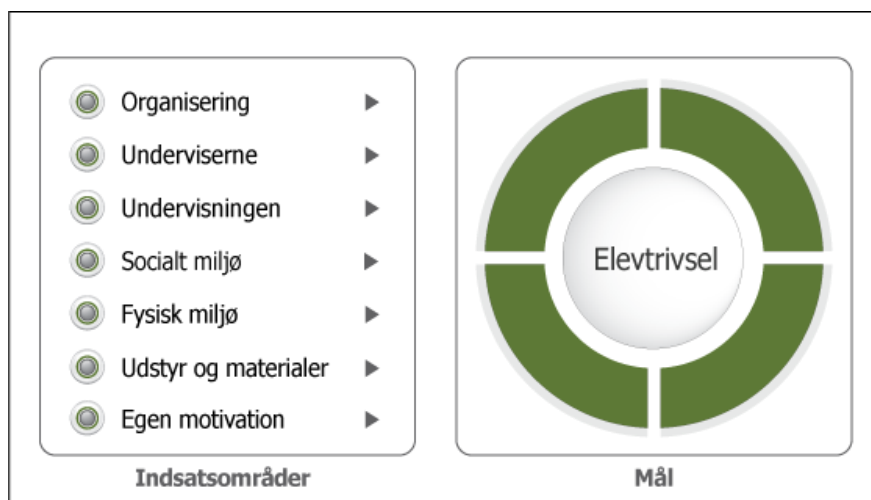 Organisering
Underviserne
Undervisningen
Socialt miljø
Fysisk miljø
Udstyr og materialer
Egen motivation
Indsatsområder
Elevtrivsel
Mål